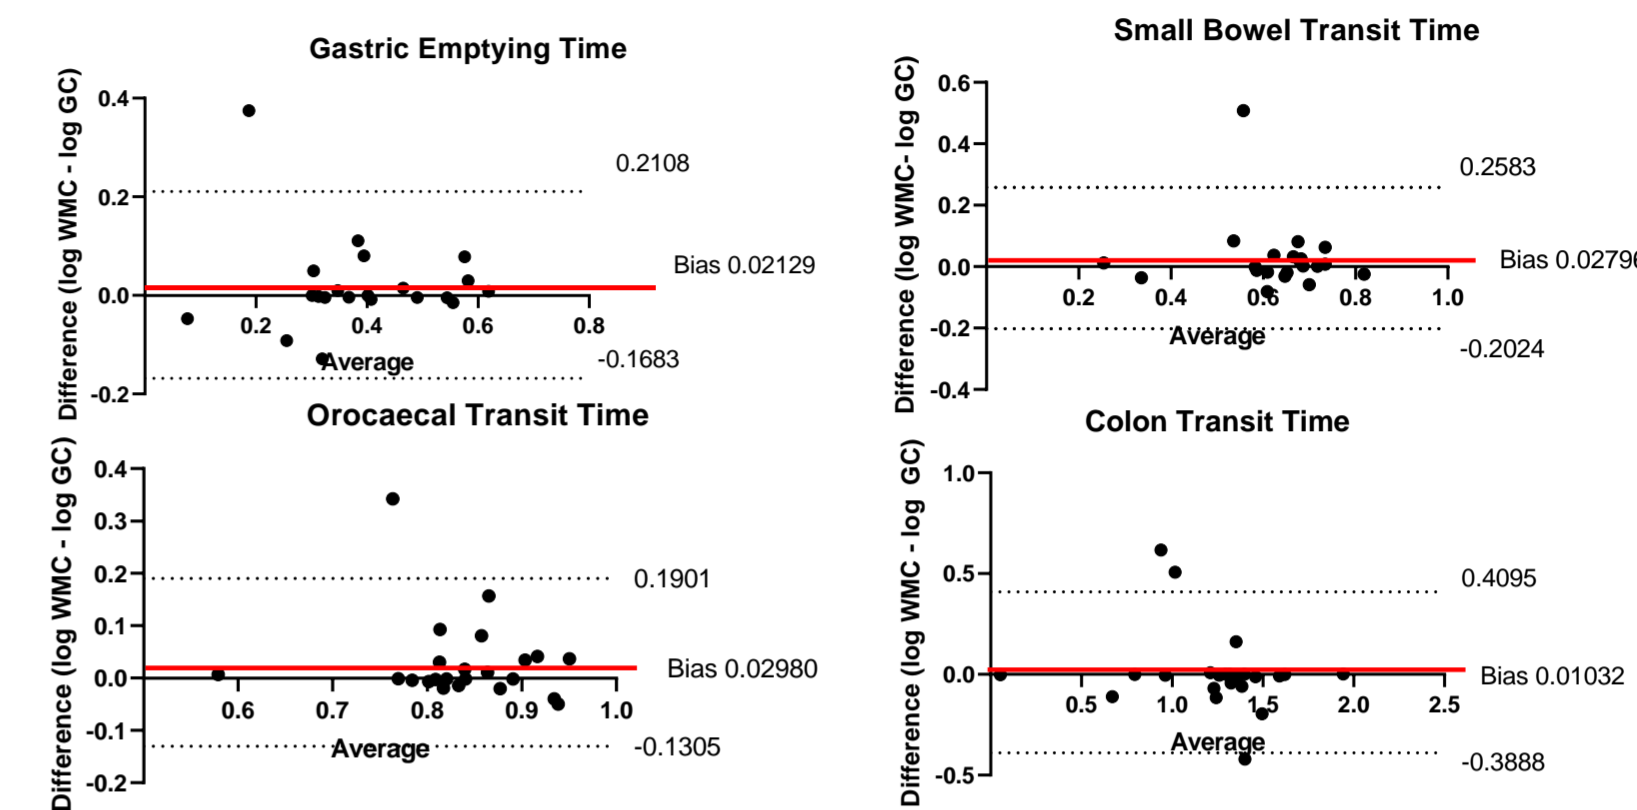 Gastric Emptying Time
Difference (log WMC - log GC)
0.4
0.2
0.0
-0.2
0.2 0.4 0.6 0.8
Average
0.2108
Bias 0.02129
-0.1683
Small Bowel Transit Time
Difference (log WMC- log GC)
0.6
0.4
0.2
0.0
-0.2
-0.4
0.2 0.4 0.6 0.8 1.0
Average
0.2583
Bias 0.02796
-0.2024
Orocaecal Transit Time
Difference (log WMC - log GC)
0.4
0.3
0.2
0.1
0.0
-0.1
-0.2
0.6 0.7 0.8 0.9 1.0
Average
0.1901
Bias 0.02980
-0.1305
Colon Transit Time
Difference (log WMC - log GC)
1.0
0.5
0.0
-0.5
0.5 1.0 1.5 2.0 2.5
Average
0.4095
Bias 0.01032
-0.3888